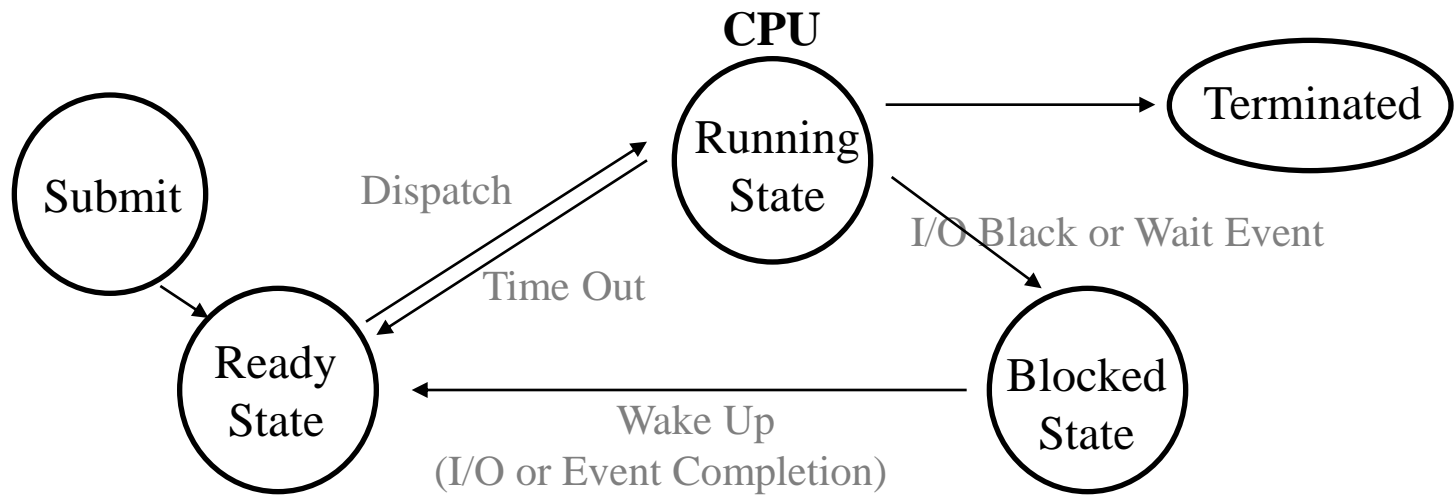 CPU
Terminated
Running
State
Submit
Dispatch
I/O Black or Wait Event
Time Out
Ready
State
Blocked
State
Wake Up
(I/O or Event Completion)